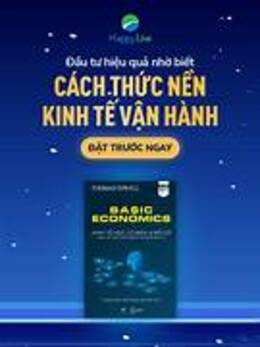 Happy.Live
Đầu tư hiệu quả nhờ biết
CÁCH THỨC NỀN
KINH TẾ VẬN HÀNH
ĐẶT TRƯỚC NGAY
THOMAS SOWELL
BASIC
ECONOMICS